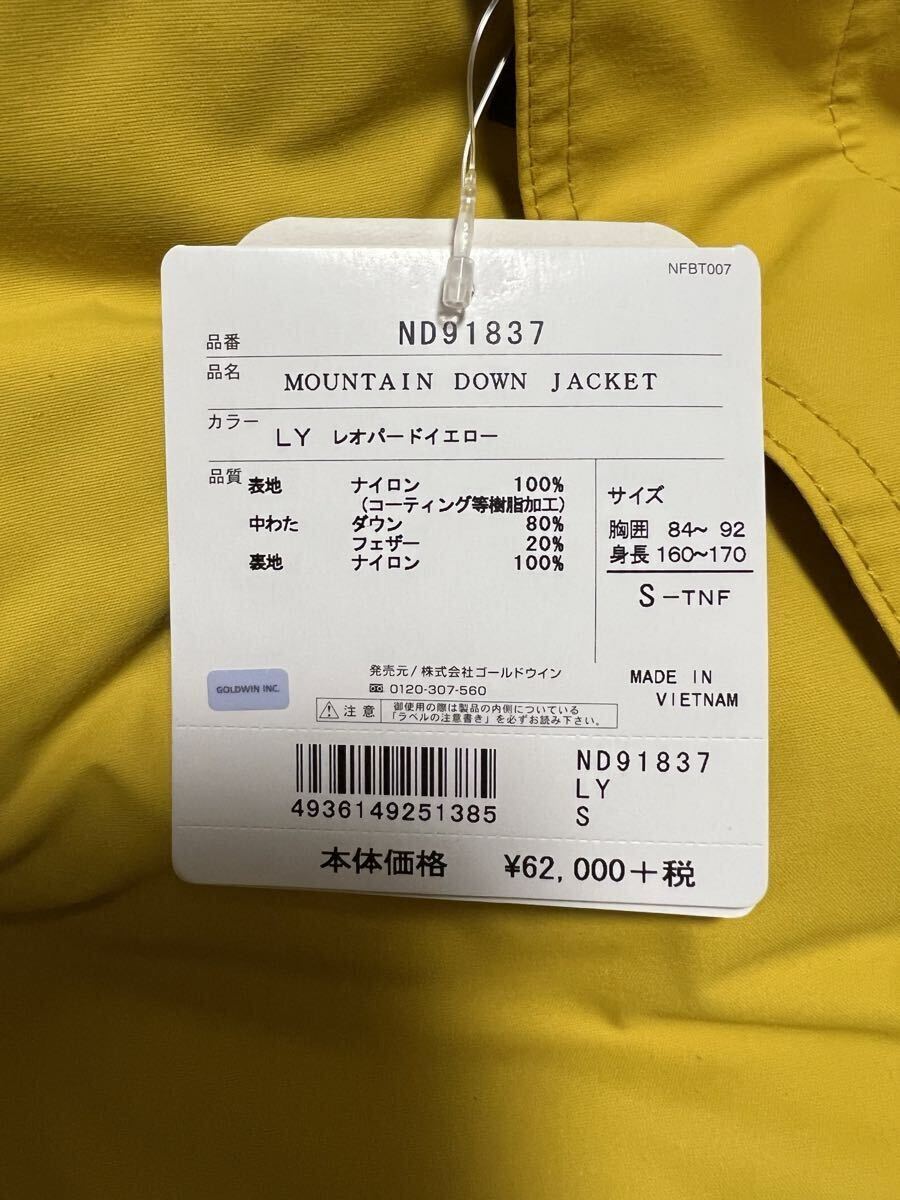 NFBT007
品番 ND91837
品名 MOUNTAIN DOWN JACKET
カラー LY レオパードイエロー
品質 表地 ナイロン 100%
(コーティング等樹脂加工)
中わた ダウン 80%
フェザー 20%
裏地 ナイロン 100%
サイズ
胸囲 84~ 92
身長 160~170
S-TNF
MADE IN
VIETNAM
GOLDWIN INC.
発売元/株式会社ゴールドウイン
0120-307-560
注意 御使用の際は製品の内側についている
「ラベルの注意書き」を必ずお読み下さい。
4936149251385
ND91837
LY
S
本体価格 ¥62,000+税